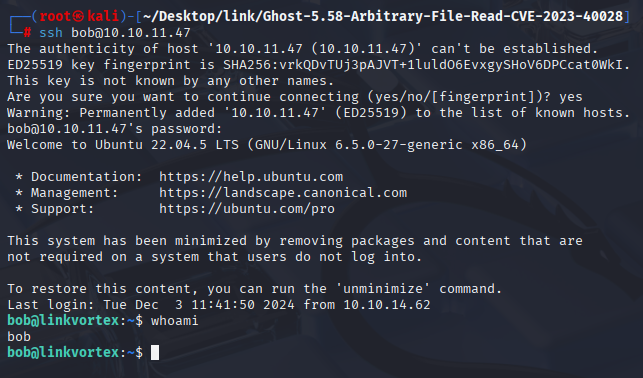 ┌──(root㉿kali)-[~/Desktop/link/Ghost-5.58-Arbitrary-File-Read-CVE-2023-40028]
└─# ssh bob@10.10.11.47
The authenticity of host '10.10.11.47 (10.10.11.47)' can't be established.
ED25519 key fingerprint is SHA256:vrkQDvTUj3pAJVT+1luldO6EvxgySHoV6DPCcat0WkI.
This key is not known by any other names.
Are you sure you want to continue connecting (yes/no/[fingerprint])? yes
Warning: Permanently added '10.10.11.47' (ED25519) to the list of known hosts.
bob@10.10.11.47's password:
Welcome to Ubuntu 22.04.5 LTS (GNU/Linux 6.5.0-27-generic x86_64)
* Documentation:  https://help.ubuntu.com
* Management:     https://landscape.canonical.com
* Support:        https://ubuntu.com/pro
This system has been minimized by removing packages and content that are
not required on a system that users do not log into.
To restore this content, you can run the 'unminimize' command.
Last login: Tue Dec  3 11:41:50 2024 from 10.10.14.62
bob@linkvortex:~$ whoami
bob
bob@linkvortex:~$